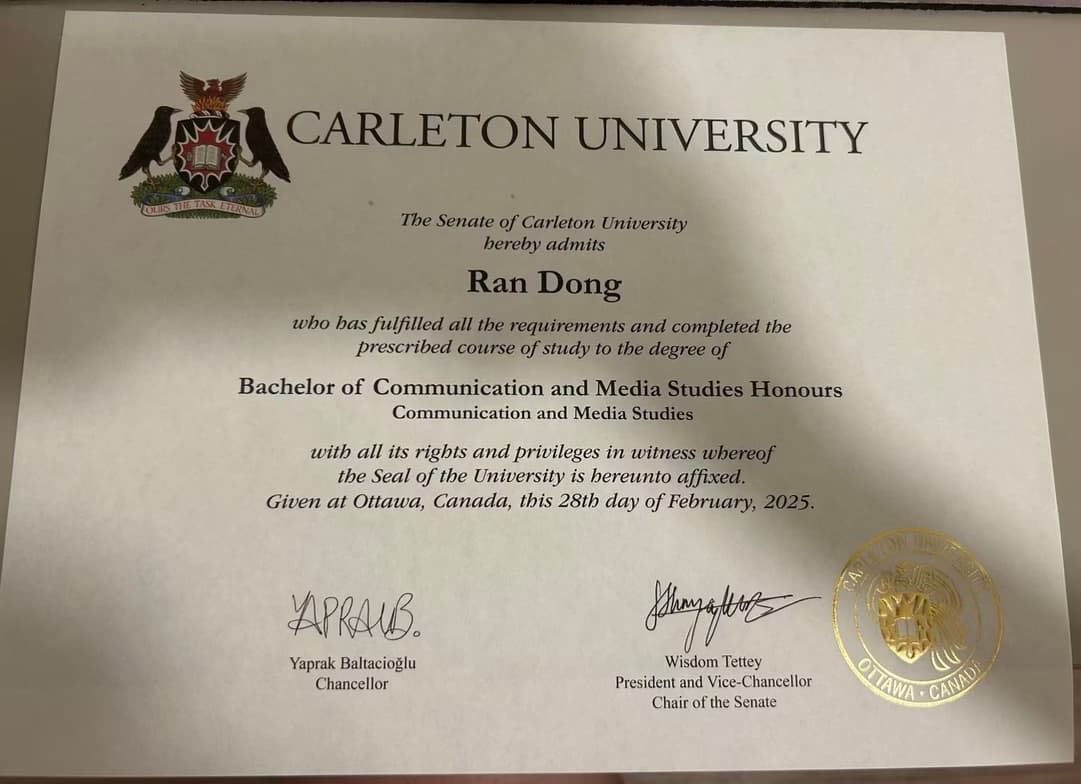 CARLETON UNIVERSITY
OURS THE TASK ETERNAL
The Senate of Carleton University
hereby admits
Ran Dong
who has fulfilled all the requirements and completed the
prescribed course of study to the degree of
Bachelor of Communication and Media Studies Honours
Communication and Media Studies
with all its rights and privileges in witness whereof
the Seal of the University is hereunto affixed.
Given at Ottawa, Canada, this 28th day of February, 2025.
YAPRAK B.
Yaprak Baltacıoğlu
Chancellor
Wisdom Tettey
President and Vice-Chancellor
Chair of the Senate
CARLETON UNIVERSITY
OTTAWA • CANADA